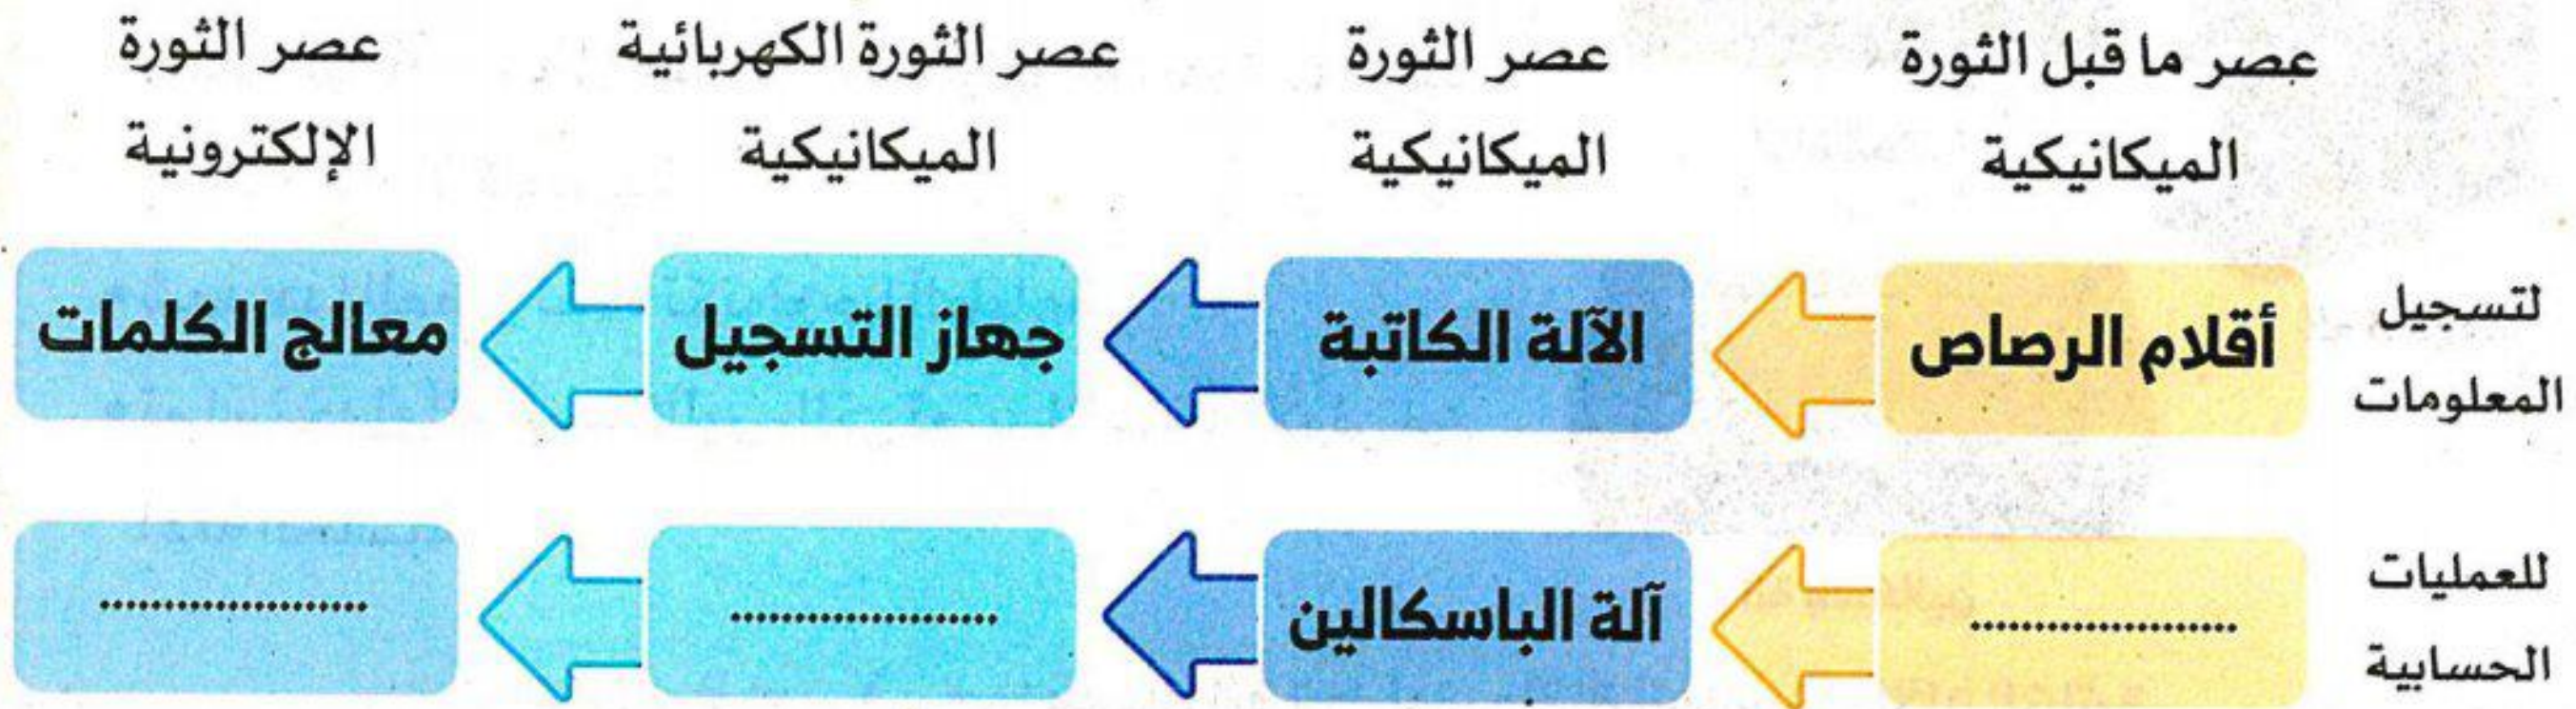 عصر ما قبل الثورة
الميكانيكية
عصر الثورة
الميكانيكية
عصر الثورة الكهربائية
الميكانيكية
عصر الثورة
الإلكترونية
لتسجيل
المعلومات
أقلام الرصاص
الآلة الكاتبة
جهاز التسجيل
معالج الكلمات
للعمليات
الحسابية
....................
آلة الباسكالين
....................
....................